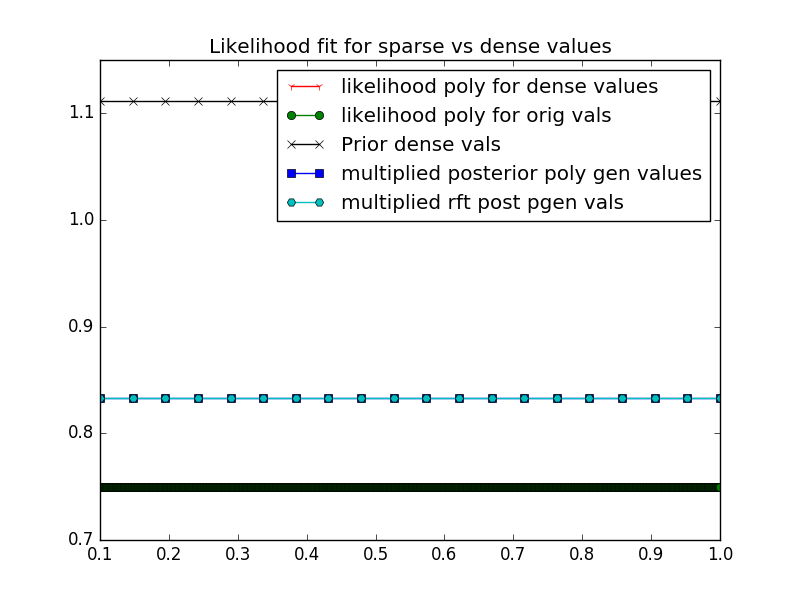 Likelihood fit for sparse vs dense values
likelihood poly for dense values
likelihood poly for orig vals
Prior dense vals
multiplied posterior poly gen values
multiplied rft post pgen vals
1.1
1.0
0.9
0.8
0.7
0.1 0.2 0.3 0.4 0.5 0.6 0.7 0.8 0.9 1.0